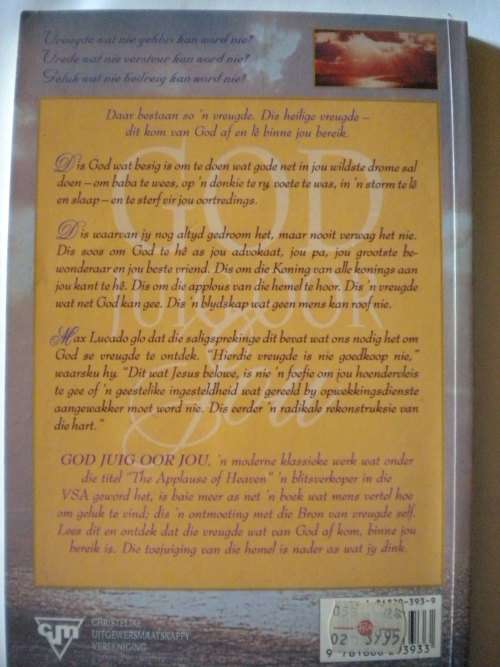 Vreugde wat nie geblus kan word nie?
Vrede wat nie versteur kan word nie?
Geluk wat nie bedreig kan word nie?
Daar bestaan so 'n vreugde. Dis heilige vreugde –
dit kom van God af en lê binne jou bereik.
Dis God wat besig is om te doen wat gode net in jou wildste drome sal
doen – om baba te wees, op 'n donkie te ry, voete te was, in 'n storm te lê
en slaap – en te sterf vir jou oortredings.
Dis waarvan jy nog altyd gedroom het, maar nooit verwag het nie.
Dis soos om God te hê as jou advokaat, jou pa, jou grootste be-
wonderaar en jou beste vriend. Dis om die Koning van alle konings aan
jou kant te hê. Dis om die applous van die hemel te hoor. Dis 'n vreugde
wat net God kan gee. Dis 'n blydskap wat geen mens kan roof nie.
Max Lucado glo dat die saligsprekinge dit bevat wat ons nodig het om
God se vreugde te ontdek. "Hierdie vreugde is nie goedkoop nie,"
waarsku hy. "Dit wat Jesus belowe, is nie 'n foefie om jou hoendervleis
te gee of 'n geestelike ingesteldheid wat gereeld by opwekkingsdienste
aangewakker moet word nie. Dis eerder 'n radikale rekonstruksie van
die hart."
GOD JUIG OOR JOU, 'n moderne klassieke werk wat onder
die titel "The Applause of Heaven" 'n blitsverkoper in die
VSA geword het, is baie meer as net 'n boek wat mens vertel hoe
om geluk te vind; dis 'n ontmoeting met die Bron van vreugde self.
Lees dit en ontdek dat die vreugde wat van God af kom, binne jou
bereik is. Die toejuiging van die hemel is nader as wat jy dink.
cum
CHRISTELIKE
UITGEWERSMAATSKAPPY
VERENIGING
02 39.95